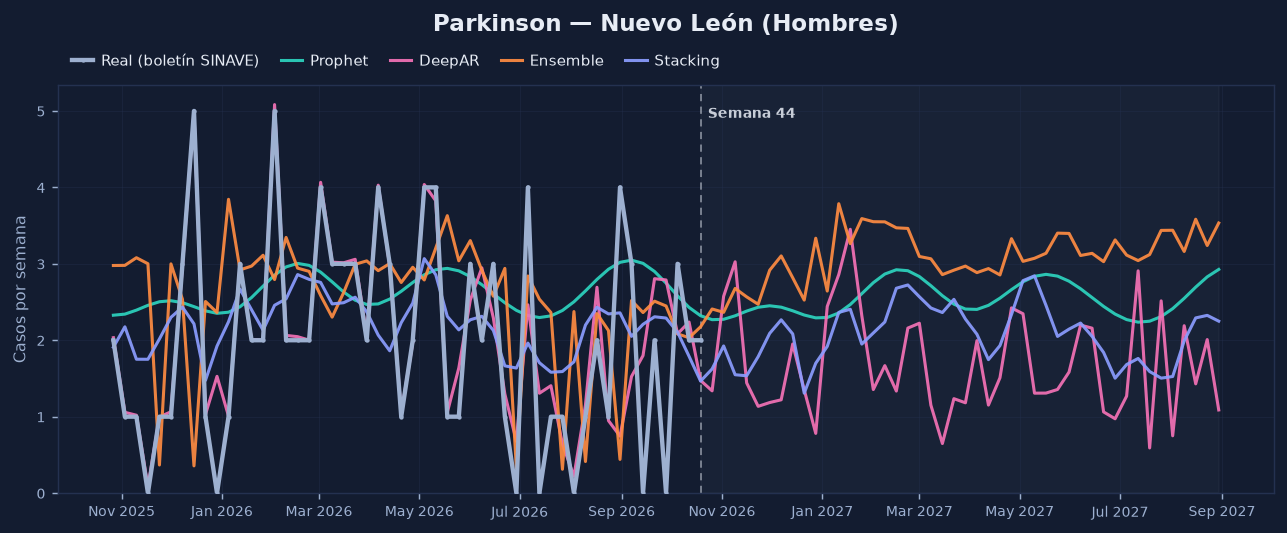 Parkinson — Nuevo León (Hombres)
Real (boletín SINAVE) Prophet DeepAR Ensemble Stacking
Semana 44
Casos por semana
5
4
3
2
1
0
Nov 2025 Jan 2026 Mar 2026 May 2026 Jul 2026 Sep 2026 Nov 2026 Jan 2027 Mar 2027 May 2027 Jul 2027 Sep 2027